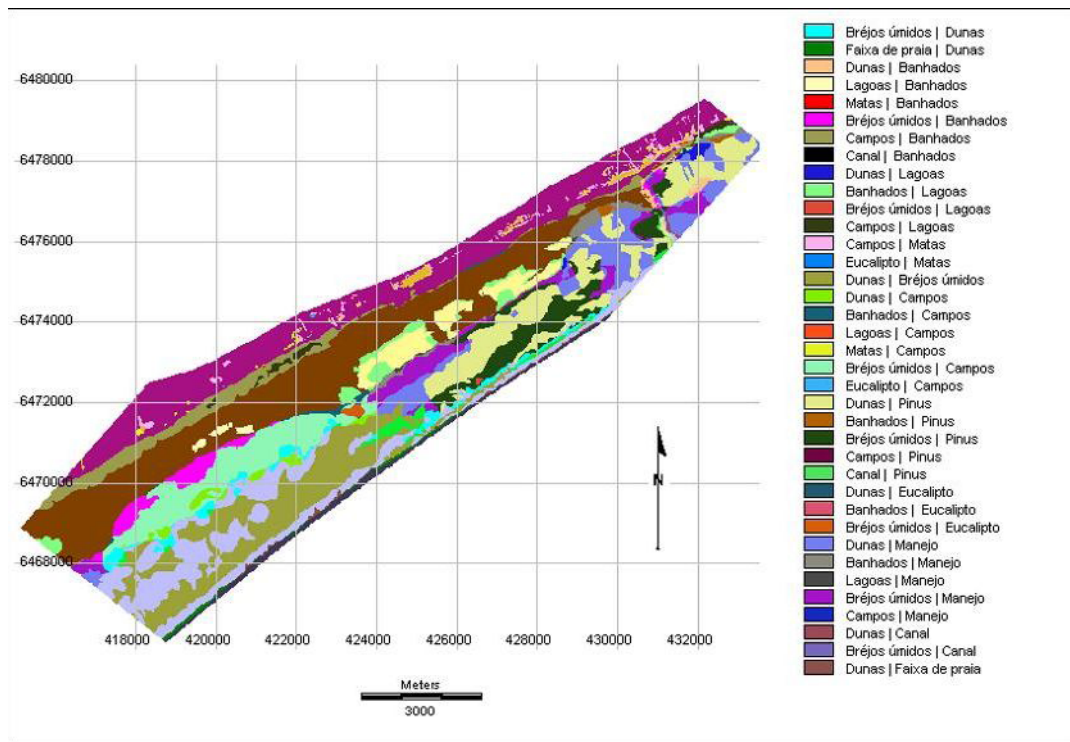 6480000
6478000
6476000
6474000
6472000
6470000
6468000
418000 420000 422000 424000 426000 428000 430000 432000
Meters
3000
N
Bréjos úmidos | Dunas
Faixa de praia | Dunas
Dunas | Banhados
Lagoas | Banhados
Matas | Banhados
Bréjos úmidos | Banhados
Campos | Banhados
Canal | Banhados
Dunas | Lagoas
Banhados | Lagoas
Bréjos úmidos | Lagoas
Campos | Lagoas
Campos | Matas
Eucalipto | Matas
Dunas | Bréjos úmidos
Dunas | Campos
Banhados | Campos
Lagoas | Campos
Matas | Campos
Bréjos úmidos | Campos
Eucalipto | Campos
Dunas | Pinus
Banhados | Pinus
Bréjos úmidos | Pinus
Campos | Pinus
Canal | Pinus
Dunas | Eucalipto
Banhados | Eucalipto
Bréjos úmidos | Eucalipto
Dunas | Manejo
Banhados | Manejo
Lagoas | Manejo
Bréjos úmidos | Manejo
Campos | Manejo
Dunas | Canal
Bréjos úmidos | Canal
Dunas | Faixa de praia